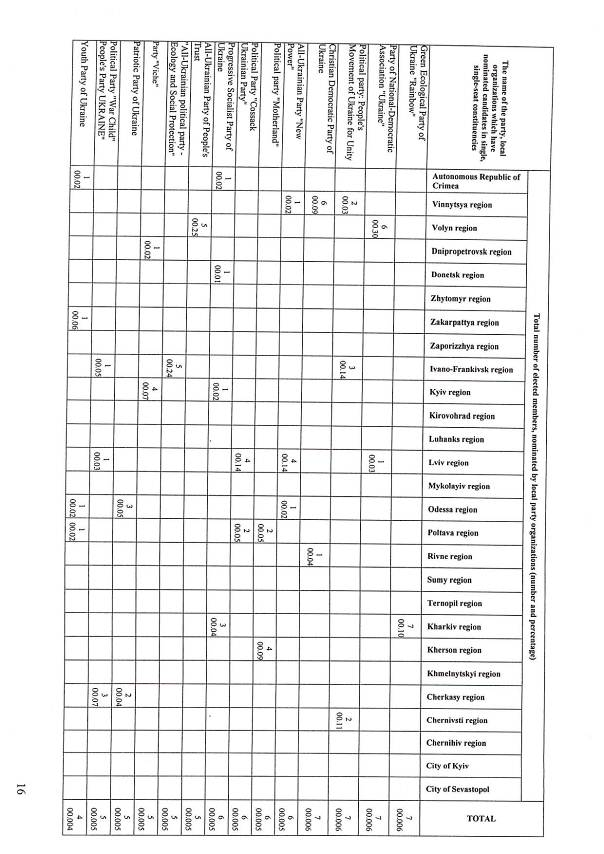 The name of the party, local
organizations which have
nominated candidates in single,
single-seat constituencies
Total number of elected members, nominated by local party organizations (number and percentage)
Autonomous Republic of
Crimea
Vinnytsya region
Volyn region
Dnipropetrovsk region
Donetsk region
Zhytomyr region
Zakarpattya region
Zaporizzhya region
Ivano-Frankivsk region
Kyiv region
Kirovohrad region
Luhanks region
Lviv region
Mykolayiv region
Odessa region
Poltava region
Rivne region
Sumy region
Ternopil region
Kharkiv region
Kherson region
Khmelnytskyi region
Cherkasy region
Chernivsti region
Chernihiv region
City of Kyiv
City of Sevastopol
TOTAL
Green Ecological Party of
Ukraine "Rainbow"
7 7
00.10 00.006
Party of National-Democratic
Association "Ukraine"
6 1 7
00.30 00.03 00.006
Political party: People's
Movement of Ukraine for Unity
2 3 2 7
00.03 00.14 00.11 00.006
Christian Democratic Party of
Ukraine
6 1 7
00.09 00.04 00.006
All-Ukrainian Party "New
Power"
1 4 1 6
00.02 00.14 00.02 00.005
Political party "Motherland"
2 4 6
00.05 00.09 00.005
Political Party "Cossack
Ukrainian Party"
4 2 6
00.14 00.05 00.005
Progressive Socialist Party of
Ukraine
1 1 1 3 6
00.02 00.01 00.02 00.04 00.005
All-Ukrainian Party of People's
Trust
5 5
00.25 00.005
"All-Ukrainian political party -
Ecology and Social Protection"
5 5
00.24 00.005
Party "Viche"
1 4 5
00.02 00.07 00.005
Patriotic Party of Ukraine
3 2 5
00.05 00.04 00.005
Political Party "War Child"
People's Party UKRAINE"
1 1 3 5
00.05 00.03 00.07 00.005
Youth Party of Ukraine
1 1 1 1 4
00.02 00.06 00.02 00.02 00.004
16